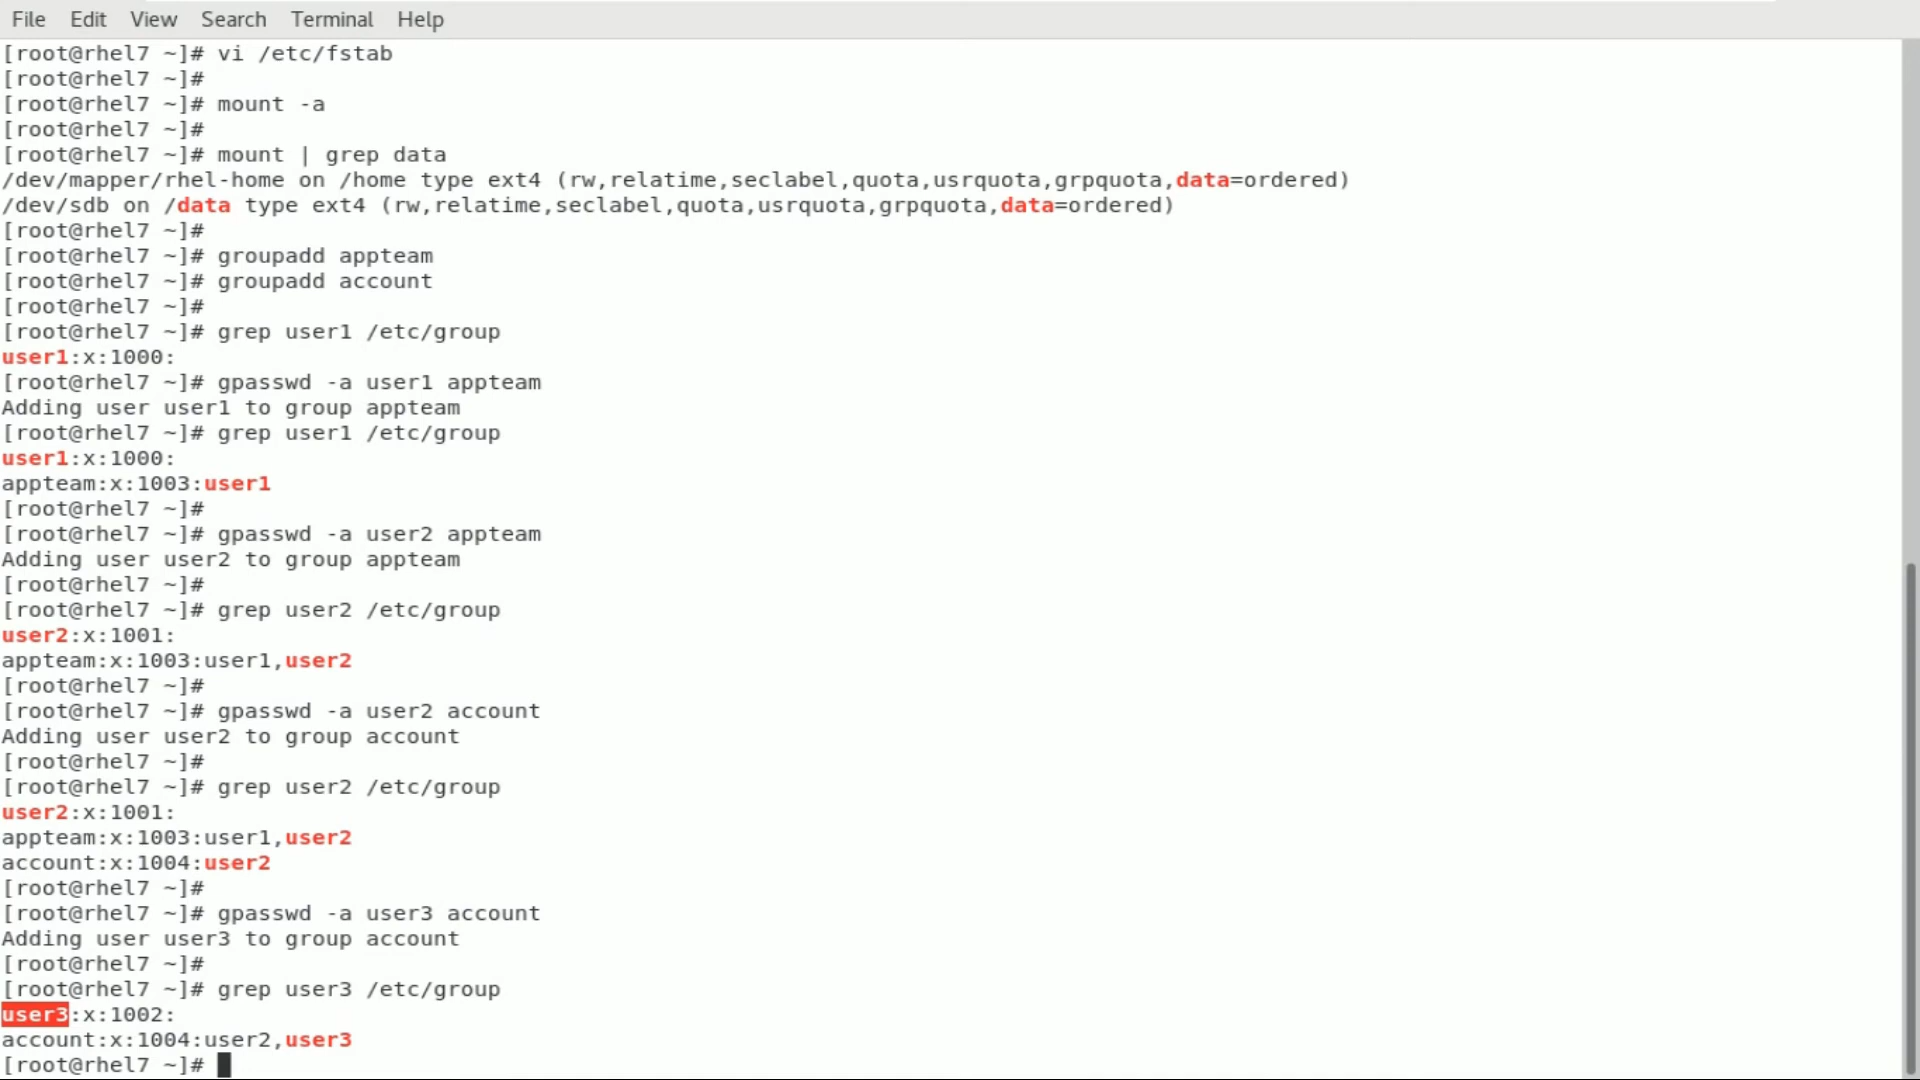 File Edit View Search Terminal Help
[root@rhel7 ~]# vi /etc/fstab
[root@rhel7 ~]#
[root@rhel7 ~]# mount -a
[root@rhel7 ~]#
[root@rhel7 ~]# mount | grep data
/dev/mapper/rhel-home on /home type ext4 (rw,relatime,seclabel,quota,usrquota,grpquota,data=ordered)
/dev/sdb on /data type ext4 (rw,relatime,seclabel,quota,usrquota,grpquota,data=ordered)
[root@rhel7 ~]#
[root@rhel7 ~]# groupadd appteam
[root@rhel7 ~]# groupadd account
[root@rhel7 ~]#
[root@rhel7 ~]# grep user1 /etc/group
user1:x:1000:
[root@rhel7 ~]# gpasswd -a user1 appteam
Adding user user1 to group appteam
[root@rhel7 ~]# grep user1 /etc/group
user1:x:1000:
appteam:x:1003:user1
[root@rhel7 ~]#
[root@rhel7 ~]# gpasswd -a user2 appteam
Adding user user2 to group appteam
[root@rhel7 ~]#
[root@rhel7 ~]# grep user2 /etc/group
user2:x:1001:
appteam:x:1003:user1,user2
[root@rhel7 ~]#
[root@rhel7 ~]# gpasswd -a user2 account
Adding user user2 to group account
[root@rhel7 ~]#
[root@rhel7 ~]# grep user2 /etc/group
user2:x:1001:
appteam:x:1003:user1,user2
account:x:1004:user2
[root@rhel7 ~]#
[root@rhel7 ~]# gpasswd -a user3 account
Adding user user3 to group account
[root@rhel7 ~]#
[root@rhel7 ~]# grep user3 /etc/group
user3:x:1002:
account:x:1004:user2,user3
[root@rhel7 ~]#